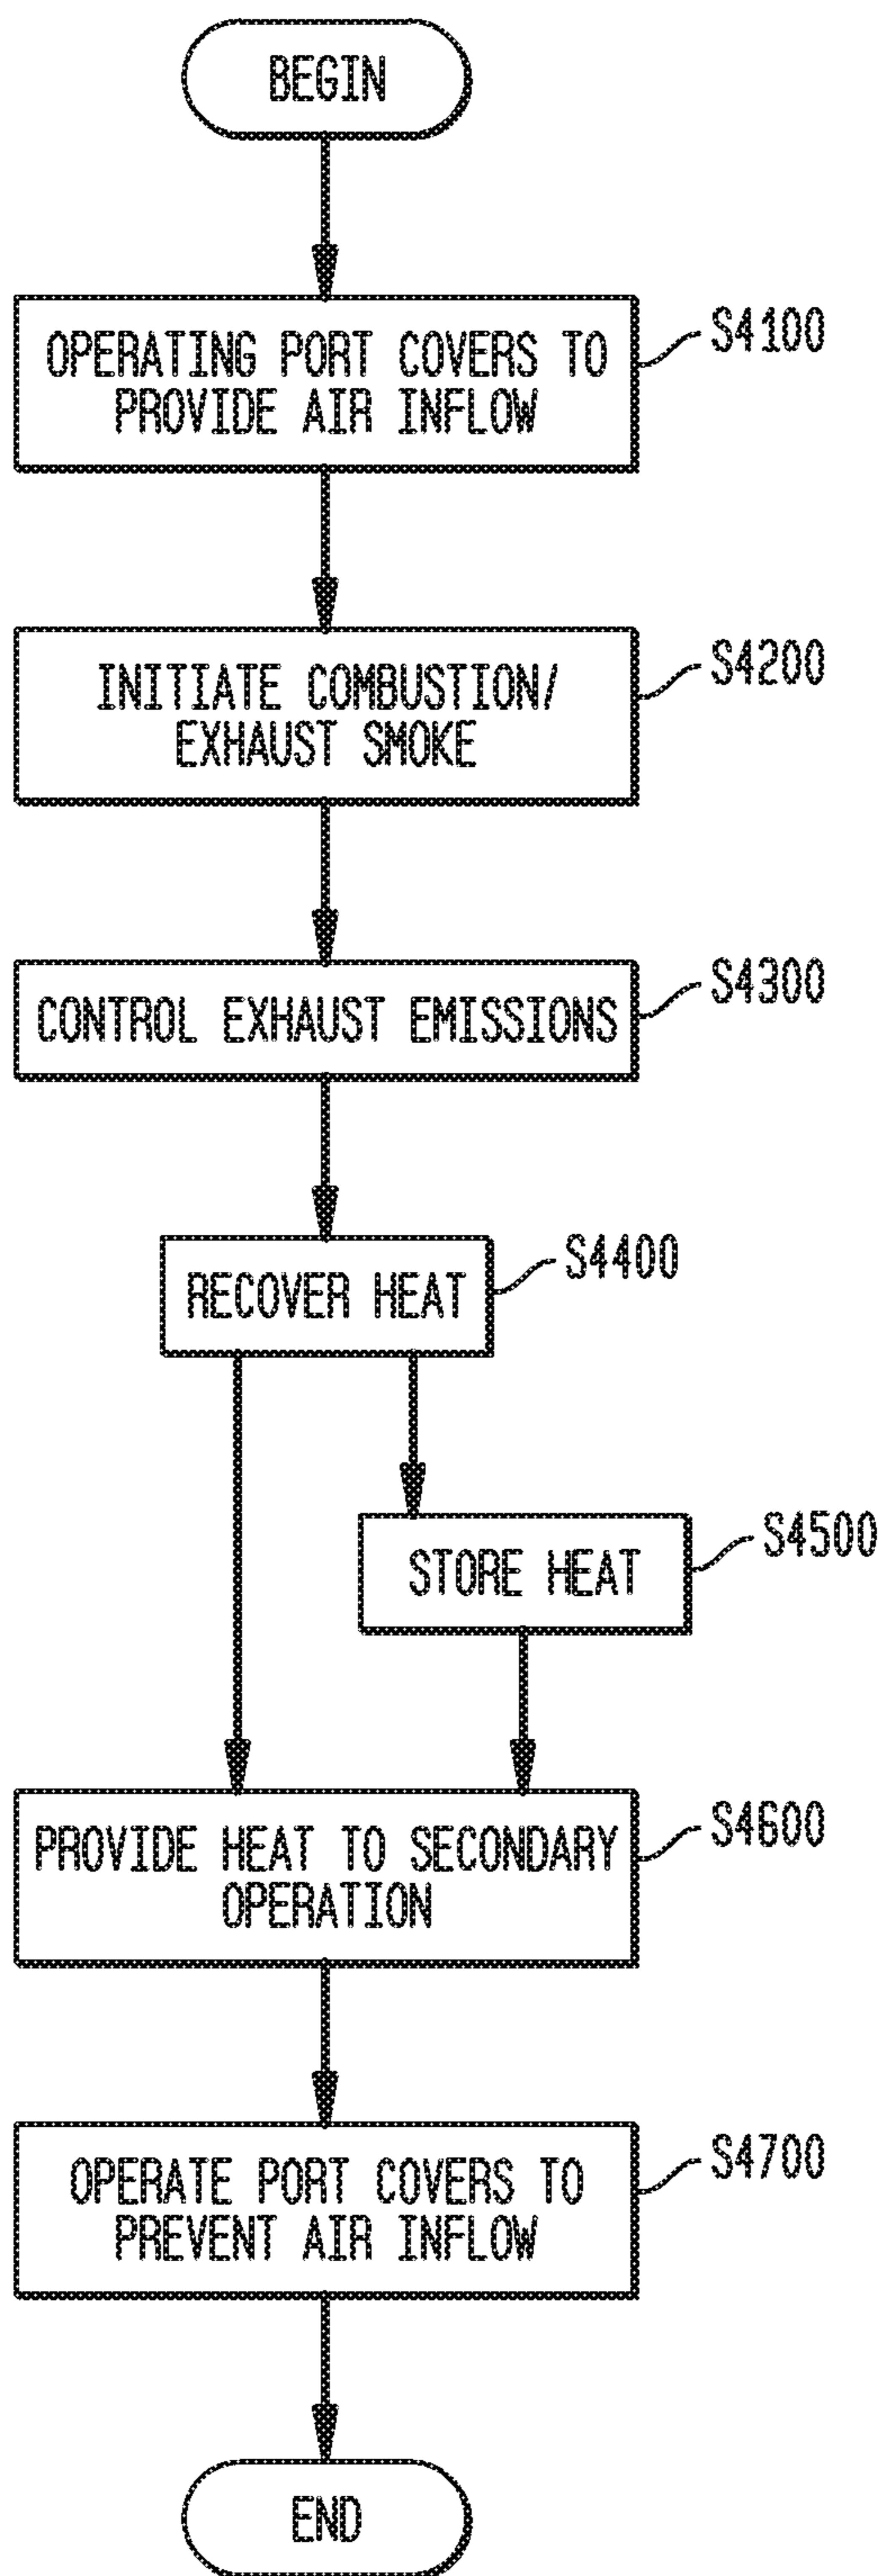 BEGIN
OPERATING PORT COVERS TO
PROVIDE AIR INFLOW
S4100
INITIATE COMBUSTION/
EXHAUST SMOKE
S4200
CONTROL EXHAUST EMISSIONS
S4300
RECOVER HEAT
S4400
STORE HEAT
S4500
PROVIDE HEAT TO SECONDARY
OPERATION
S4600
OPERATE PORT COVERS TO
PREVENT AIR INFLOW
S4700
END